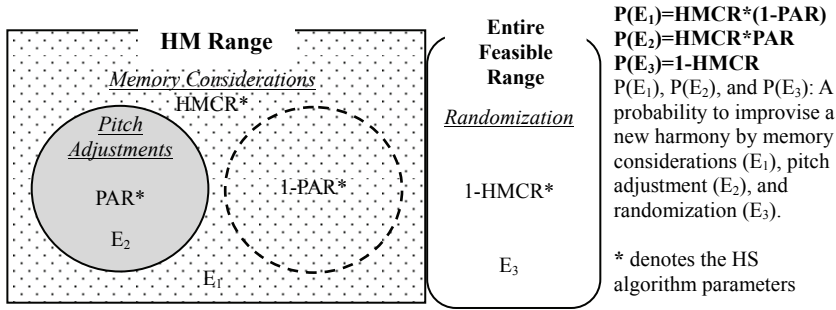 HM Range
Memory Considerations
HMCR*
Pitch
Adjustments
PAR*
E₂
1-PAR*
E₁
Entire
Feasible
Range
Randomization
1-HMCR*
E₃
P(E₁)=HMCR*(1-PAR)
P(E₂)=HMCR*PAR
P(E₃)=1-HMCR
P(E₁), P(E₂), and P(E₃): A
probability to improvise a
new harmony by memory
considerations (E₁), pitch
adjustment (E₂), and
randomization (E₃).
* denotes the HS
algorithm parameters